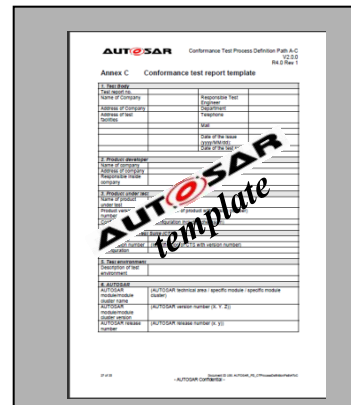 AUTOSAR
Conformance Test Process Definition Path A-C
V2.0.0
R4.0 Rev 1
Annex C Conformance test report template
1. Test Body
Test report no.
Name of Company Responsible Test Engineer
Address of Company Department
Address of test facilities Telephone
Mail
Date of the issue (yyyy/MM/dd)
Date of the test
2. Product developer
Name of company
Address of company
Responsible inside company
3. Product under test
Name of product under test
AUTOSAR
template
5. Test environment
Description of test environment
6. AUTOSAR
AUTOSAR module/module cluster name (AUTOSAR technical area / specific module / specific module cluster)
AUTOSAR module/module cluster version (AUTOSAR version number (X. Y. Z))
AUTOSAR release number (AUTOSAR release number (x. y))
- AUTOSAR Confidential -